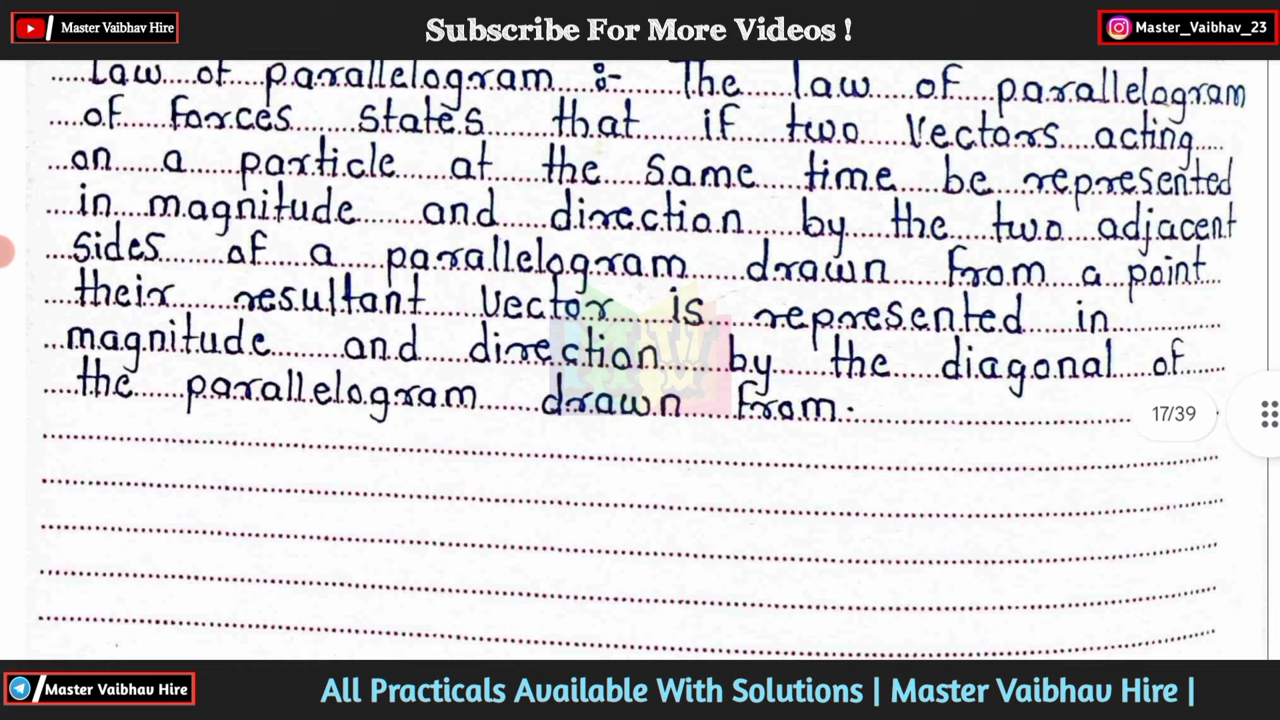 Master Vaibhav Hire
Subscribe For More Videos !
Master_Vaibhav_23
Law of parallelogram :- The law of parallelogram
of forces states that if two vectors acting
on a particle at the same time be represented
in magnitude and direction by the two adjacent
sides of a parallelogram drawn from a point
their resultant vector is represented in
magnitude and direction by the diagonal of
the parallelogram drawn from.
17/39
Master Vaibhav Hire
All Practicals Available With Solutions | Master Vaibhav Hire |